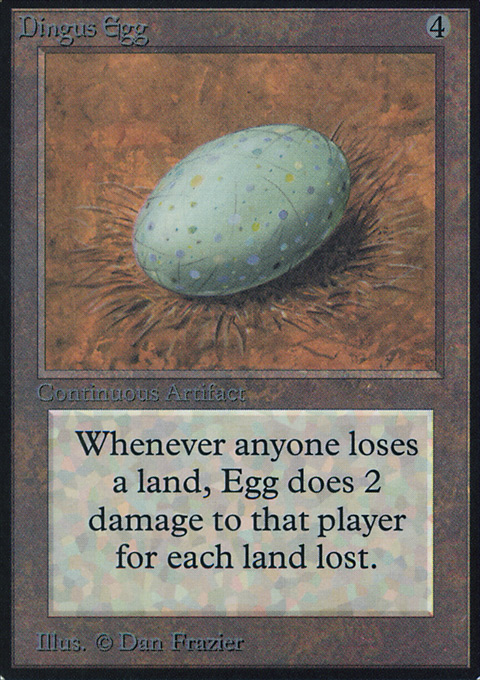 Dingus Egg 4
Continuous Artifact
Whenever anyone loses
a land, Egg does 2
damage to that player
for each land lost.
Illus. © Dan Frazier